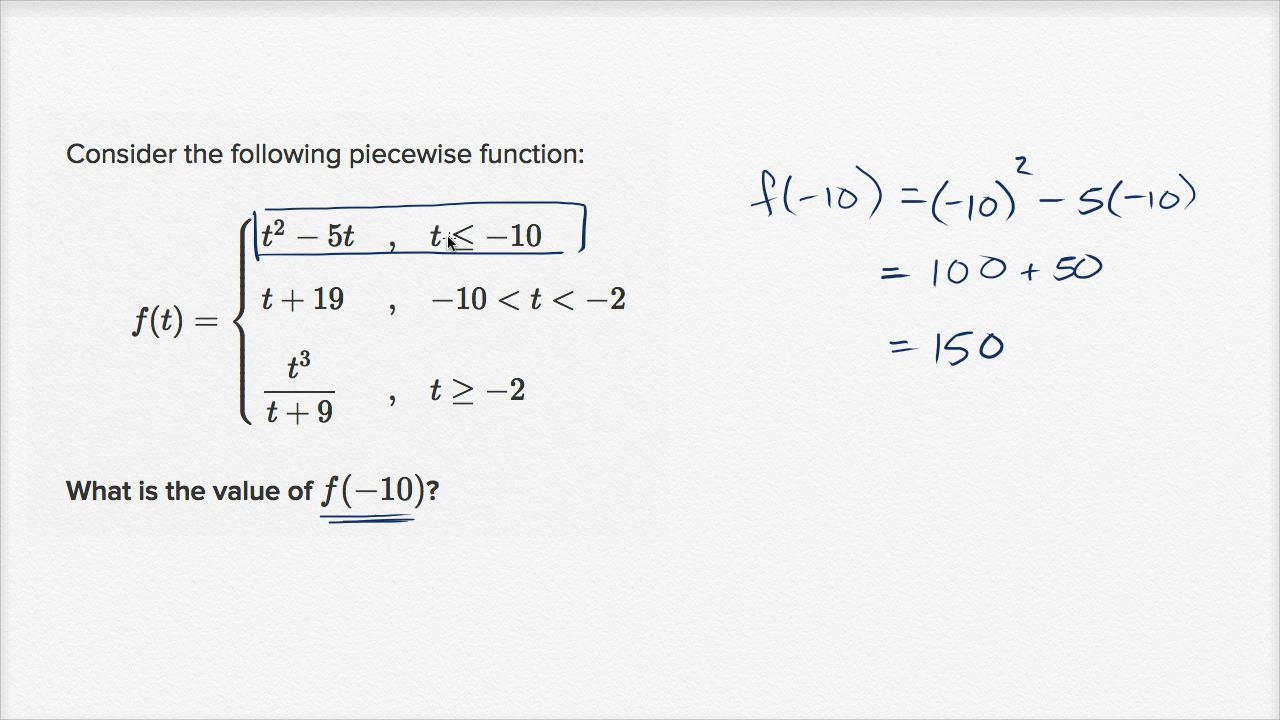 Consider the following piecewise function:
t² − 5t , t ≤ −10
f(t) = { t + 19 , −10 < t < −2
t³/(t + 9) , t ≥ −2
What is the value of f(−10)?
f(-10) = (-10)² - 5(-10)
= 100 + 50
= 150